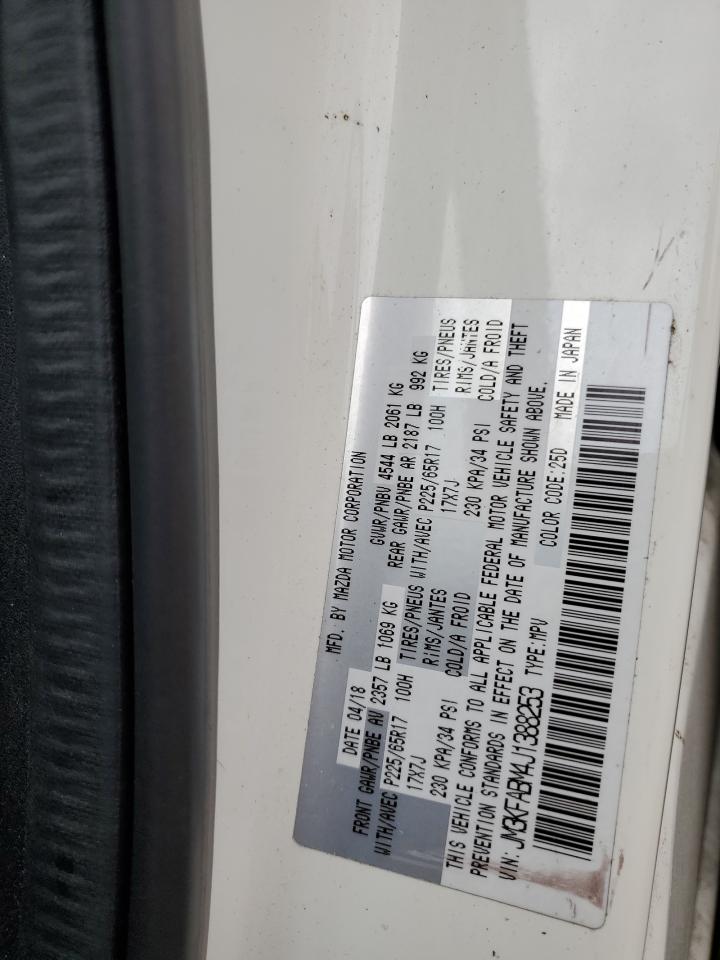 MFD. BY MAZDA MOTOR CORPORATION
DATE 04/18 GVWR/PNBV 4544 LB 2061 KG
FRONT GAWR/PNBE AV 2357 LB 1069 KG REAR GAWR/PNBE AR 2187 LB 992 KG
WITH/AVEC P225/65R17 100H TIRES/PNEUS WITH/AVEC P225/65R17 100H TIRES/PNEUS
17X7J RIMS/JANTES 17X7J RIMS/JANTES
230 KPA/34 PSI COLD/A FROID 230 KPA/34 PSI COLD/A FROID
THIS VEHICLE CONFORMS TO ALL APPLICABLE FEDERAL MOTOR VEHICLE SAFETY AND THEFT
PREVENTION STANDARDS IN EFFECT ON THE DATE OF MANUFACTURE SHOWN ABOVE.
VIN: JM3KFABM4J1388253 TYPE:MPV COLOR CODE:25D MADE IN JAPAN